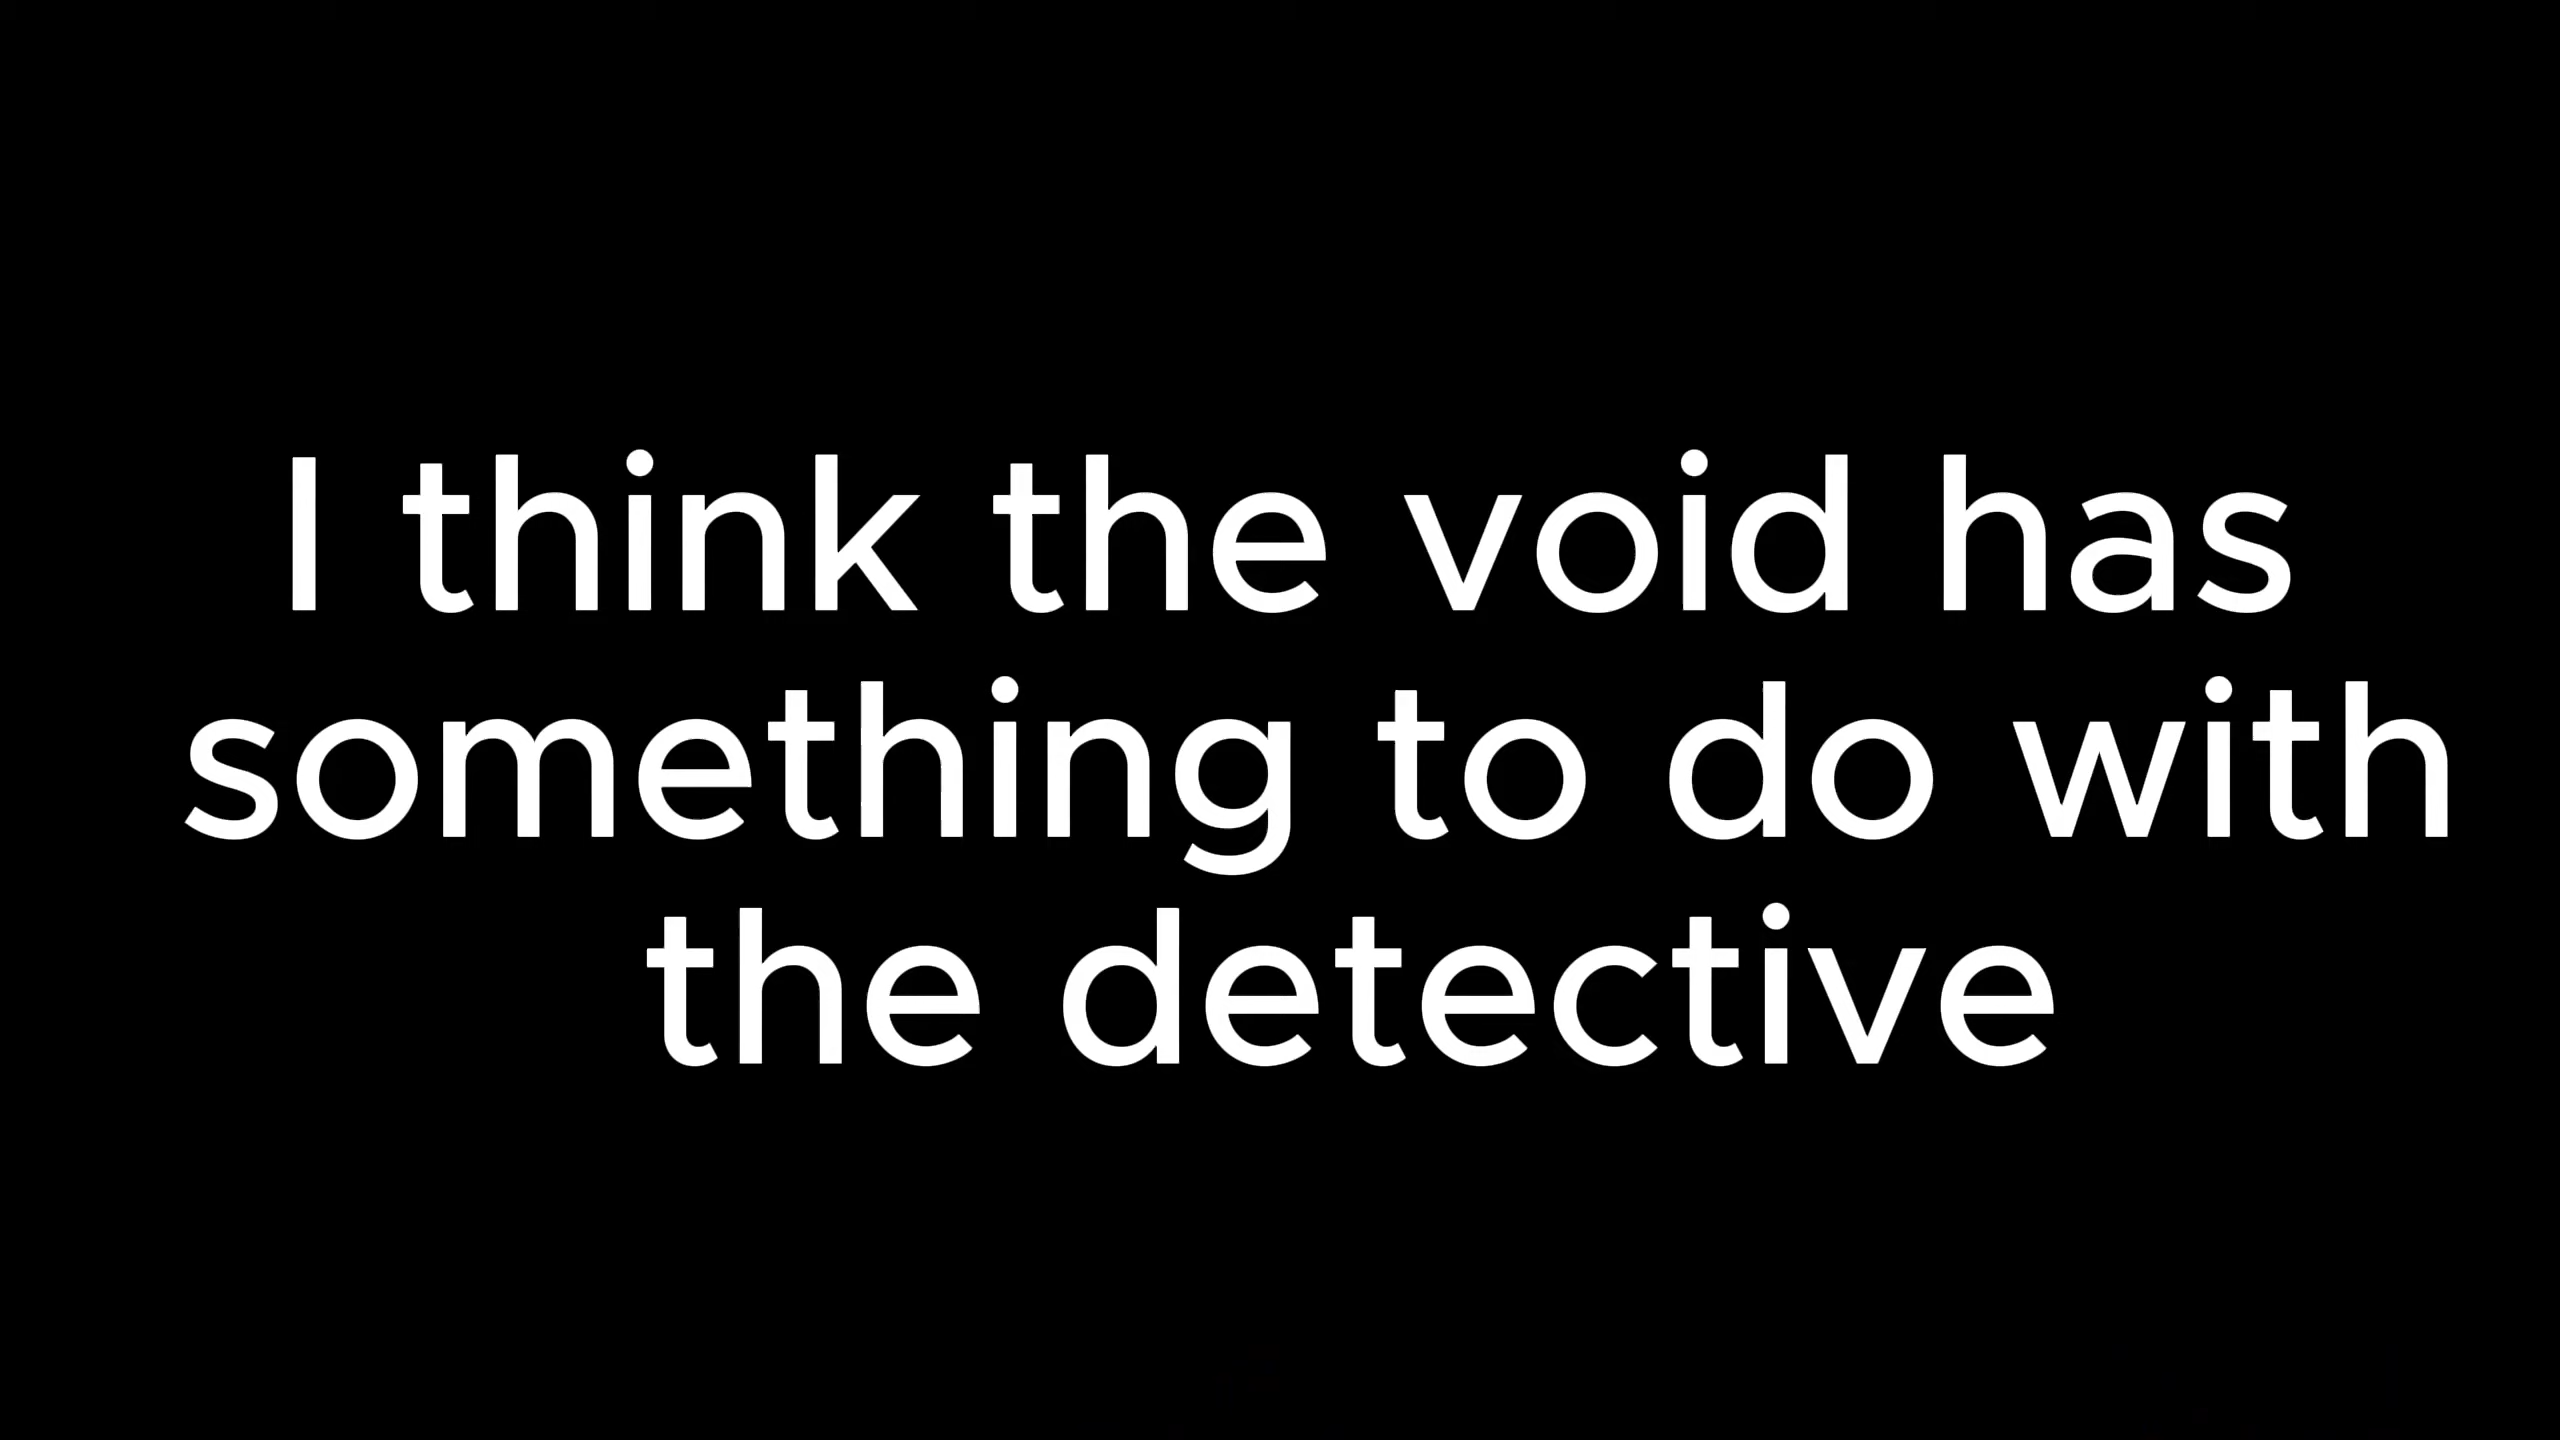 I think the void has
something to do with
the detective